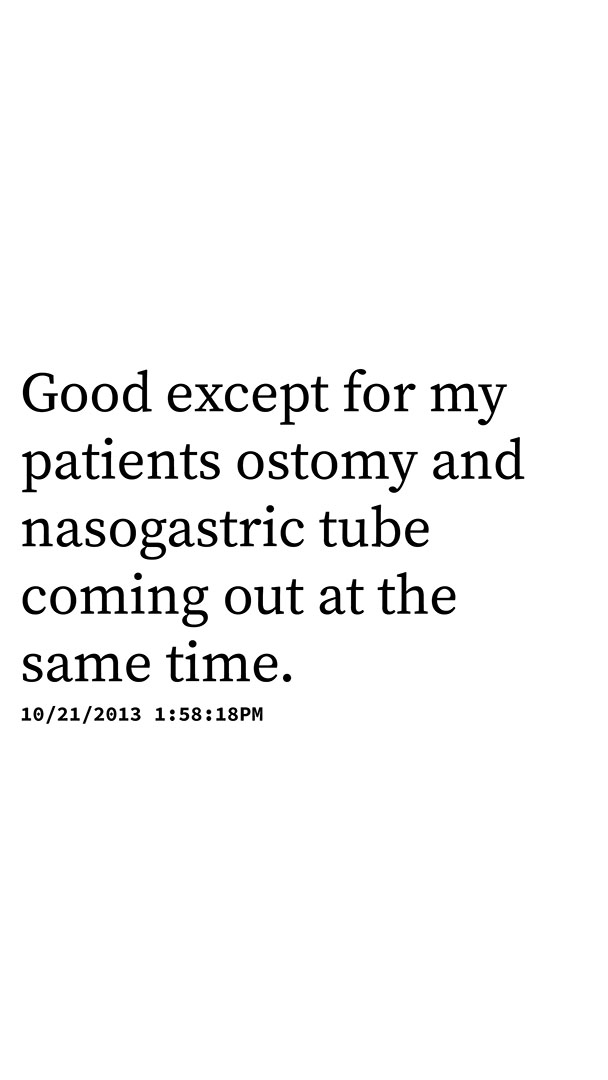 Good except for my
patients ostomy and
nasogastric tube
coming out at the
same time.
10/21/2013 1:58:18PM